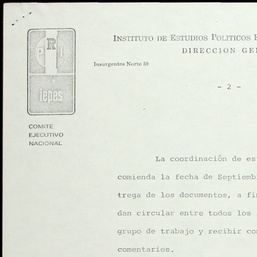 R
iepes
COMITE
EJECUTIVO
NACIONAL
INSTITUTO DE ESTUDIOS POLITICOS
DIRECCION GE
Insurgentes Norte 59
- 2 -
La coordinación de es
comienda la fecha de Septiemb
trega de los documentos, a fi
dan circular entre todos los
grupo de trabajo y recibir co
comentarios.